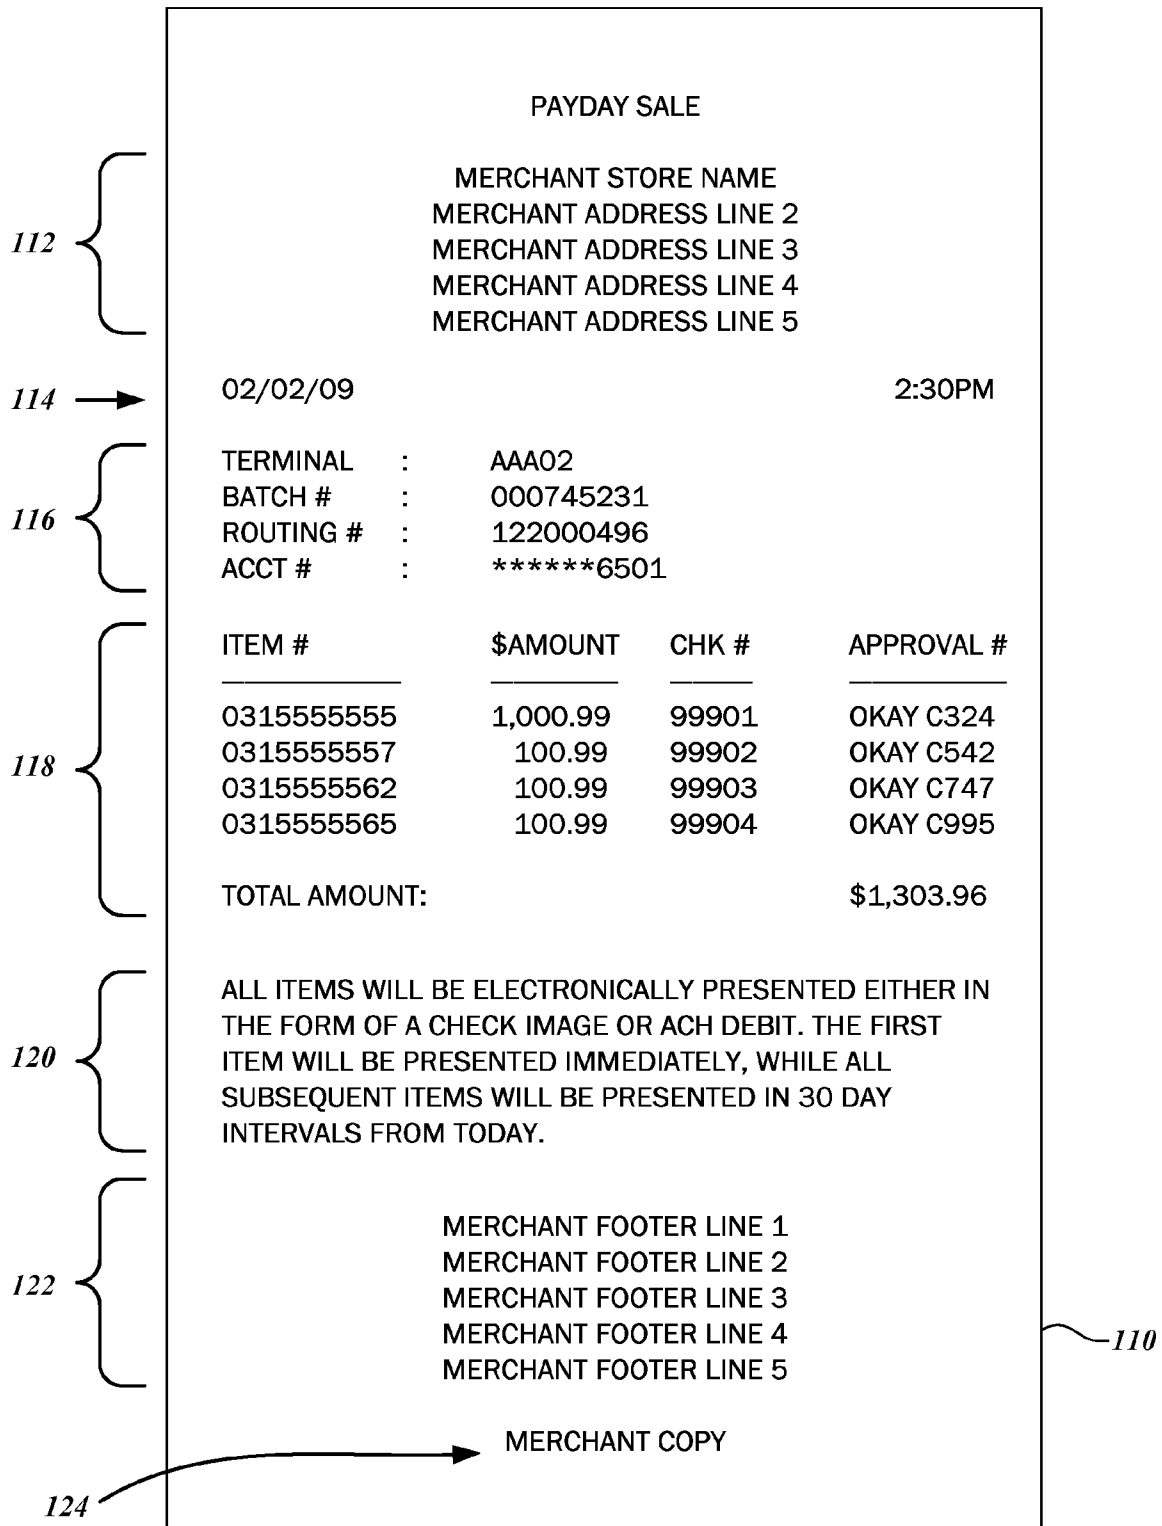 PAYDAY SALE
112
MERCHANT STORE NAME
MERCHANT ADDRESS LINE 2
MERCHANT ADDRESS LINE 3
MERCHANT ADDRESS LINE 4
MERCHANT ADDRESS LINE 5
114 02/02/09 2:30PM
116
TERMINAL : AAA02
BATCH # : 000745231
ROUTING # : 122000496
ACCT # : ******6501
118
ITEM # $AMOUNT CHK # APPROVAL #
0315555555 1,000.99 99901 OKAY C324
0315555557 100.99 99902 OKAY C542
0315555562 100.99 99903 OKAY C747
0315555565 100.99 99904 OKAY C995
TOTAL AMOUNT: $1,303.96
120
ALL ITEMS WILL BE ELECTRONICALLY PRESENTED EITHER IN
THE FORM OF A CHECK IMAGE OR ACH DEBIT. THE FIRST
ITEM WILL BE PRESENTED IMMEDIATELY, WHILE ALL
SUBSEQUENT ITEMS WILL BE PRESENTED IN 30 DAY
INTERVALS FROM TODAY.
122
MERCHANT FOOTER LINE 1
MERCHANT FOOTER LINE 2
MERCHANT FOOTER LINE 3
MERCHANT FOOTER LINE 4
MERCHANT FOOTER LINE 5
110
MERCHANT COPY
124